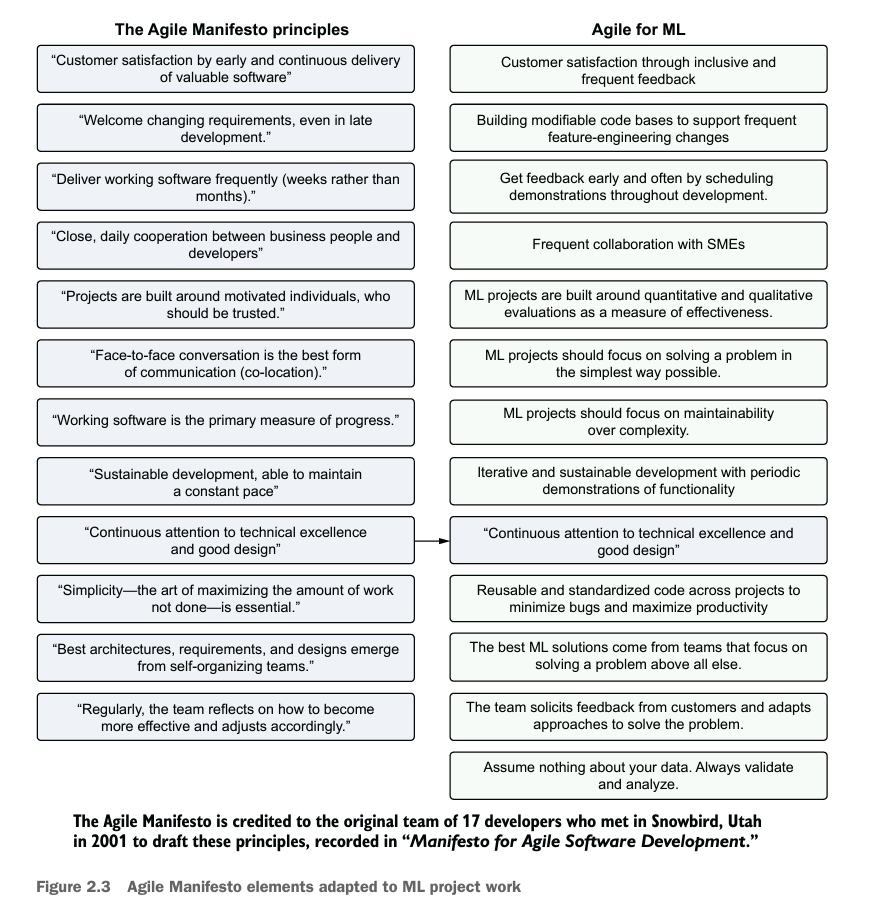 The Agile Manifesto principles
Agile for ML
“Customer satisfaction by early and continuous delivery
of valuable software”
Customer satisfaction through inclusive and
frequent feedback
“Welcome changing requirements, even in late
development.”
Building modifiable code bases to support frequent
feature-engineering changes
“Deliver working software frequently (weeks rather than
months).”
Get feedback early and often by scheduling
demonstrations throughout development.
“Close, daily cooperation between business people and
developers”
Frequent collaboration with SMEs
“Projects are built around motivated individuals, who
should be trusted.”
ML projects are built around quantitative and qualitative
evaluations as a measure of effectiveness.
“Face-to-face conversation is the best form
of communication (co-location).”
ML projects should focus on solving a problem in
the simplest way possible.
“Working software is the primary measure of progress.”
ML projects should focus on maintainability
over complexity.
“Sustainable development, able to maintain
a constant pace”
Iterative and sustainable development with periodic
demonstrations of functionality
“Continuous attention to technical excellence
and good design”
“Continuous attention to technical excellence and
good design”
“Simplicity—the art of maximizing the amount of work
not done—is essential.”
Reusable and standardized code across projects to
minimize bugs and maximize productivity
“Best architectures, requirements, and designs emerge
from self-organizing teams.”
The best ML solutions come from teams that focus on
solving a problem above all else.
“Regularly, the team reflects on how to become
more effective and adjusts accordingly.”
The team solicits feedback from customers and adapts
approaches to solve the problem.
Assume nothing about your data. Always validate
and analyze.
The Agile Manifesto is credited to the original team of 17 developers who met in Snowbird, Utah
in 2001 to draft these principles, recorded in “Manifesto for Agile Software Development.”
Figure 2.3 Agile Manifesto elements adapted to ML project work